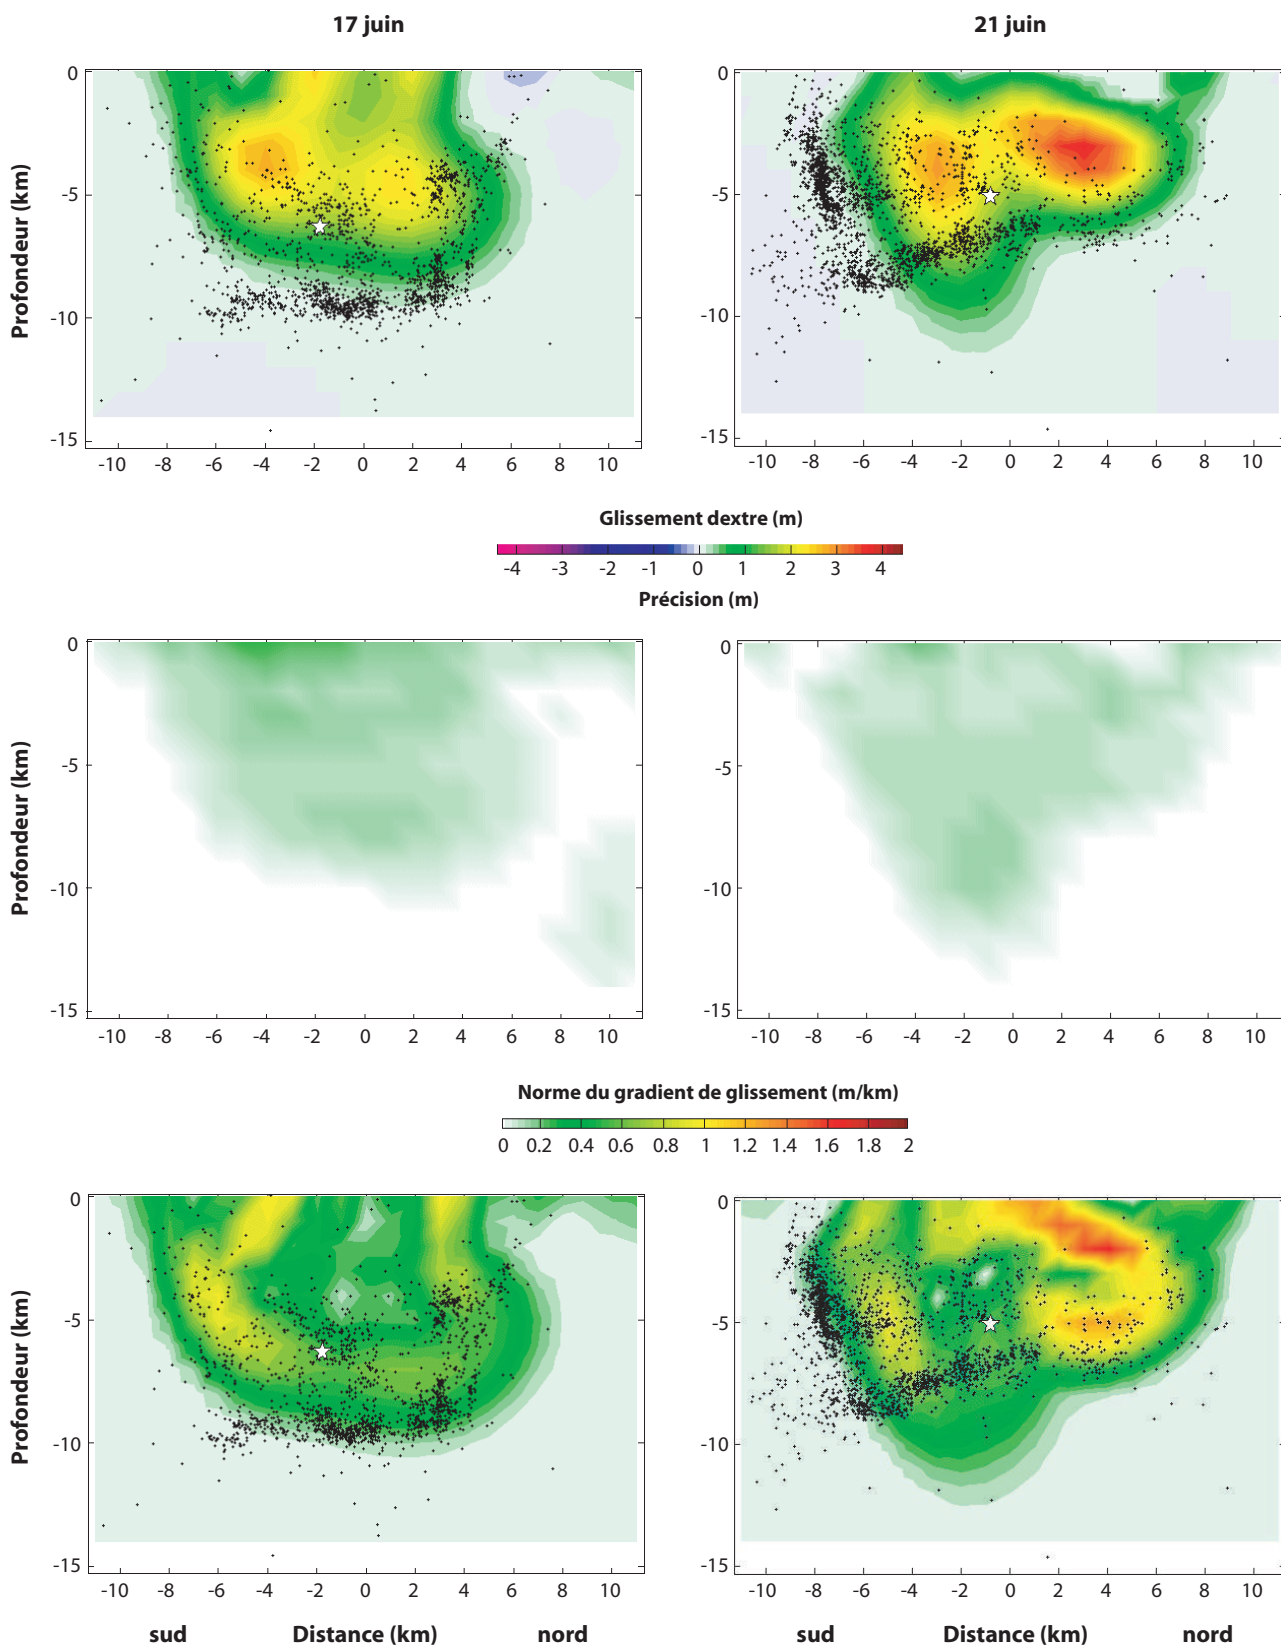 17 juin 21 juin
0 0
-5 -5
-10 -10
-15 -15
Profondeur (km)
-10 -8 -6 -4 -2 0 2 4 6 8 10 -10 -8 -6 -4 -2 0 2 4 6 8 10
Glissement dextre (m)
-4 -3 -2 -1 0 1 2 3 4
Précision (m)
0 0
-5 -5
-10 -10
-15 -15
Profondeur (km)
-10 -8 -6 -4 -2 0 2 4 6 8 10 -10 -8 -6 -4 -2 0 2 4 6 8 10
Norme du gradient de glissement (m/km)
0 0.2 0.4 0.6 0.8 1 1.2 1.4 1.6 1.8 2
0 0
-5 -5
-10 -10
-15 -15
Profondeur (km)
-10 -8 -6 -4 -2 0 2 4 6 8 10 -10 -8 -6 -4 -2 0 2 4 6 8 10
sud Distance (km) nord sud Distance (km) nord